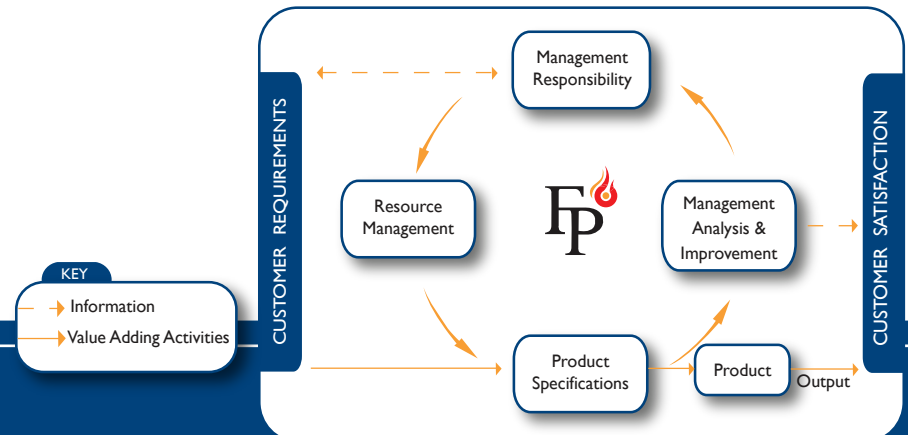 Management
Responsibility
CUSTOMER REQUIREMENTS
CUSTOMER SATISFACTION
Resource
Management
FP
Management
Analysis &
Improvement
KEY
Information
Value Adding Activities
Product
Specifications
Product
Output